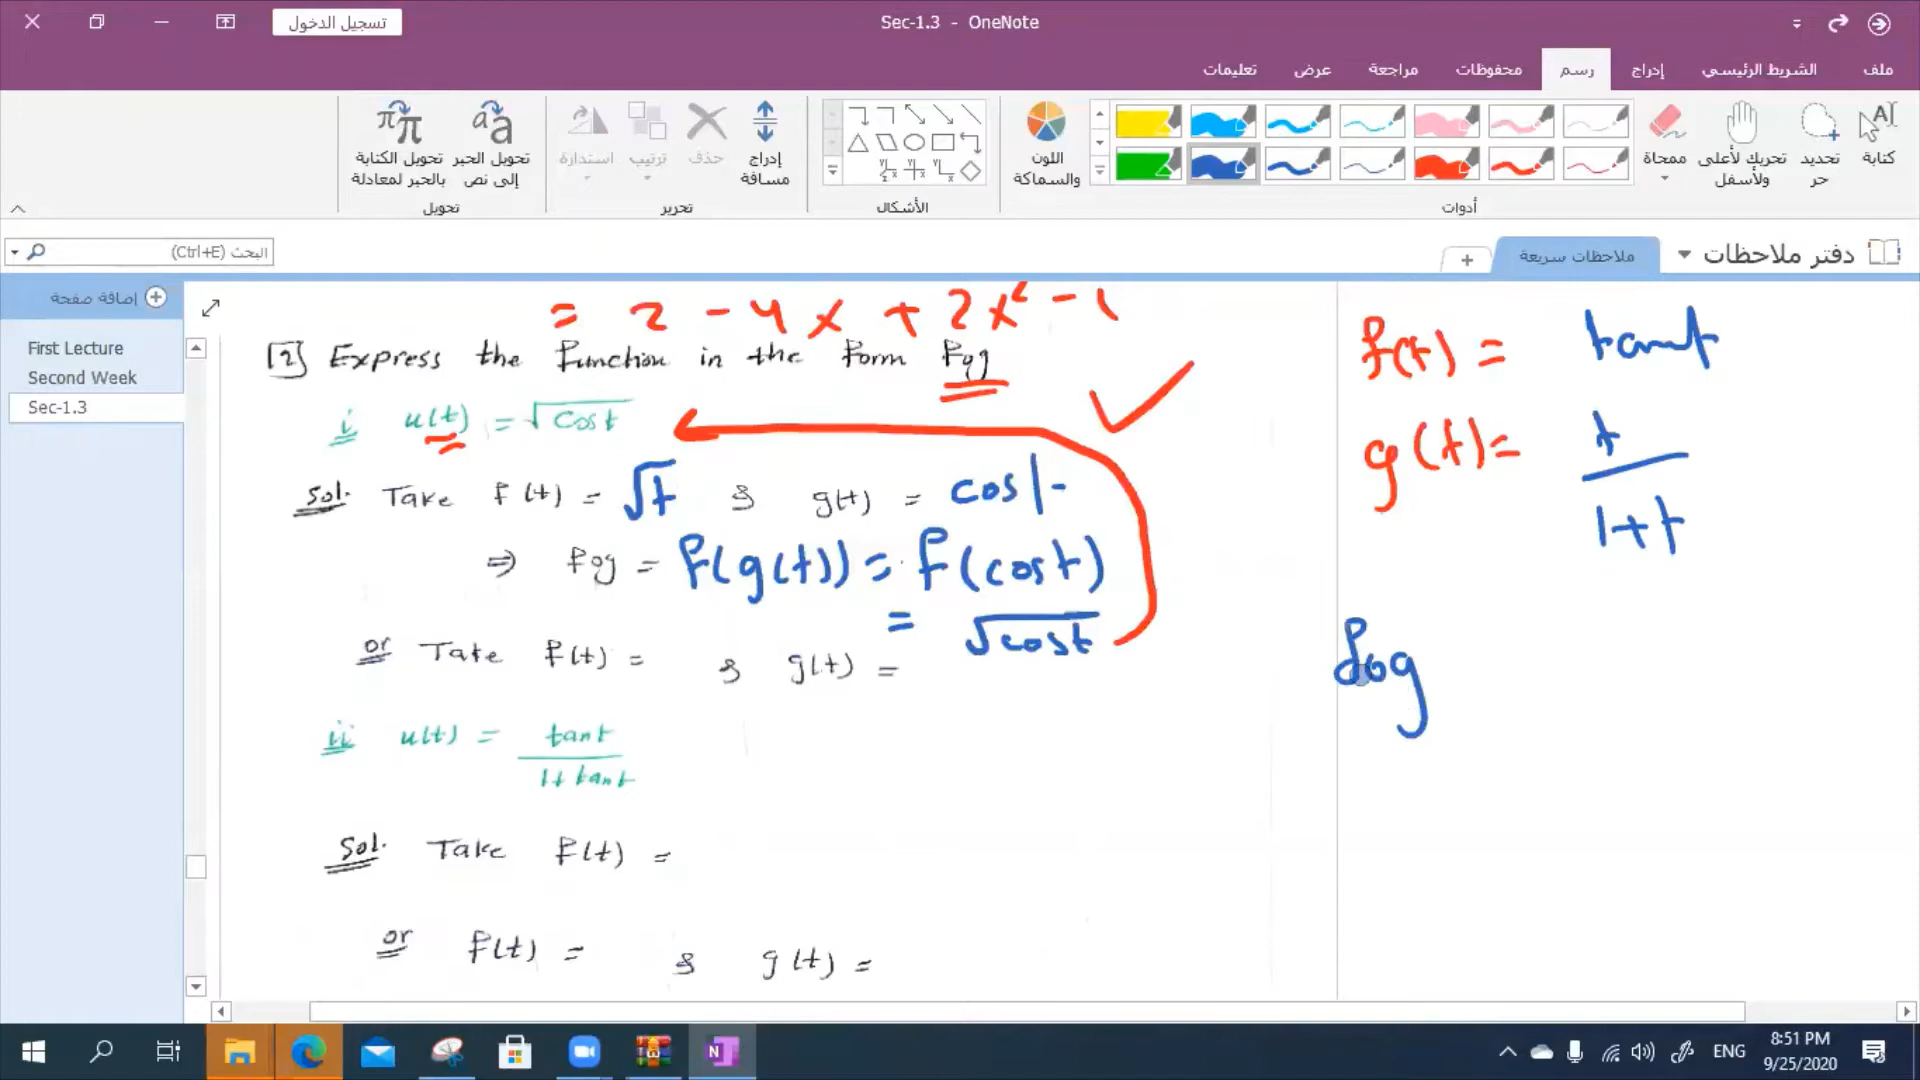 تسجيل الدخول
Sec-1.3 - OneNote
ملف
الشريط الرئيسي
إدراج
رسم
محفوظات
مراجعة
عرض
تعليمات
كتابة
تحديد حر
تحريك لأعلى ولأسفل
ممحاة
اللون والسماكة
إدراج مسافة
حذف
ترتيب
استدارة
تحويل الحبر إلى نص
تحويل الكتابة بالحبر لمعادلة
أدوات
الأشكال
تحرير
تحويل
دفتر ملاحظات
ملاحظات سريعة
البحث (Ctrl+E)
إضافة صفحة
First Lecture
Second Week
Sec-1.3
= 2 - 4x + 2x² - 1
[2] Express the function in the form fog
i u(t) = √cost
Sol. Take f(t) = √t & g(t) = cos t
⇒ fog = f(g(t)) = f(cost)
= √cost
or Tate f(t) = & g(t) =
ii u(t) = tant / 1+tant
Sol. Take f(t) =
or f(t) = & g(t) =
f(t) = tant
g(t) = t / 1+t
fog
ENG
8:51 PM
9/25/2020